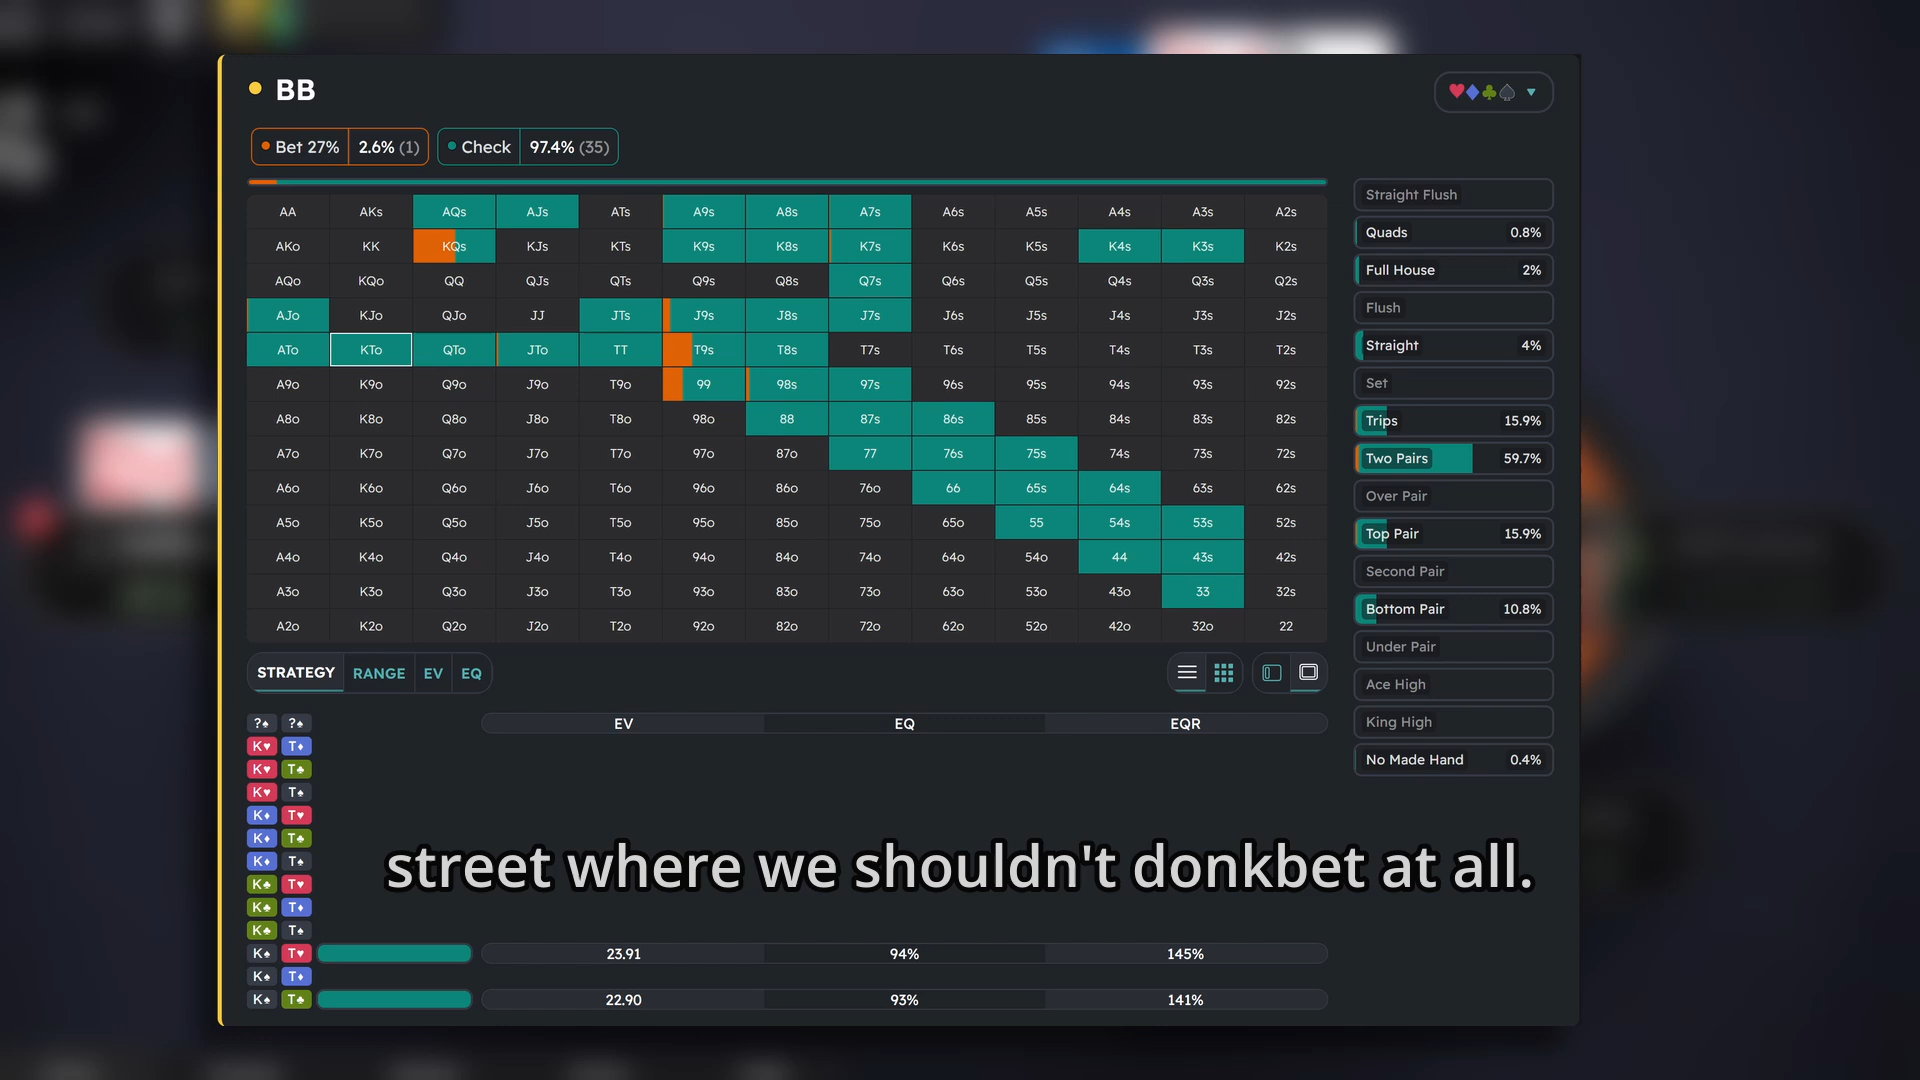 BB
Bet 27% 2.6% (1) Check 97.4% (35)
AA AKs AQs AJs ATs A9s A8s A7s A6s A5s A4s A3s A2s
AKo KK KQs KJs KTs K9s K8s K7s K6s K5s K4s K3s K2s
AQo KQo QQ QJs QTs Q9s Q8s Q7s Q6s Q5s Q4s Q3s Q2s
AJo KJo QJo JJ JTs J9s J8s J7s J6s J5s J4s J3s J2s
ATo KTo QTo JTo TT T9s T8s T7s T6s T5s T4s T3s T2s
A9o K9o Q9o J9o T9o 99 98s 97s 96s 95s 94s 93s 92s
A8o K8o Q8o J8o T8o 98o 88 87s 86s 85s 84s 83s 82s
A7o K7o Q7o J7o T7o 97o 87o 77 76s 75s 74s 73s 72s
A6o K6o Q6o J6o T6o 96o 86o 76o 66 65s 64s 63s 62s
A5o K5o Q5o J5o T5o 95o 85o 75o 65o 55 54s 53s 52s
A4o K4o Q4o J4o T4o 94o 84o 74o 64o 54o 44 43s 42s
A3o K3o Q3o J3o T3o 93o 83o 73o 63o 53o 43o 33 32s
A2o K2o Q2o J2o T2o 92o 82o 72o 62o 52o 42o 32o 22
Straight Flush
Quads 0.8%
Full House 2%
Flush
Straight 4%
Set
Trips 15.9%
Two Pairs 59.7%
Over Pair
Top Pair 15.9%
Second Pair
Bottom Pair 10.8%
Under Pair
Ace High
King High
No Made Hand 0.4%
STRATEGY RANGE EV EQ
?♠ ?♠ EV EQ EQR
K♥ T♦
K♥ T♣
K♥ T♠
K♦ T♥
K♦ T♣
K♦ T♠
K♣ T♥
K♣ T♦
K♣ T♠
K♠ T♥ 23.91 94% 145%
K♠ T♦
K♠ T♣ 22.90 93% 141%
street where we shouldn't donkbet at all.